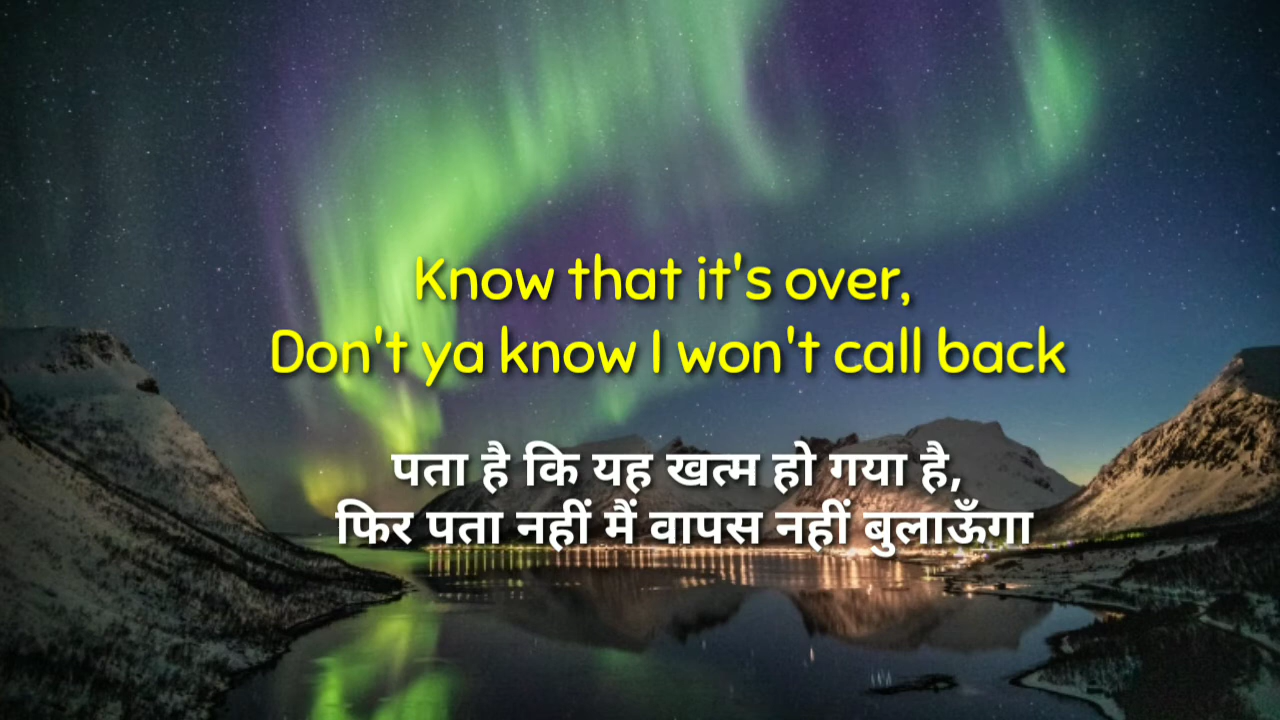 Know that it's over,
Don't ya know I won't call back
पता है कि यह खत्म हो गया है,
फिर पता नहीं मैं वापस नहीं बुलाऊँगा